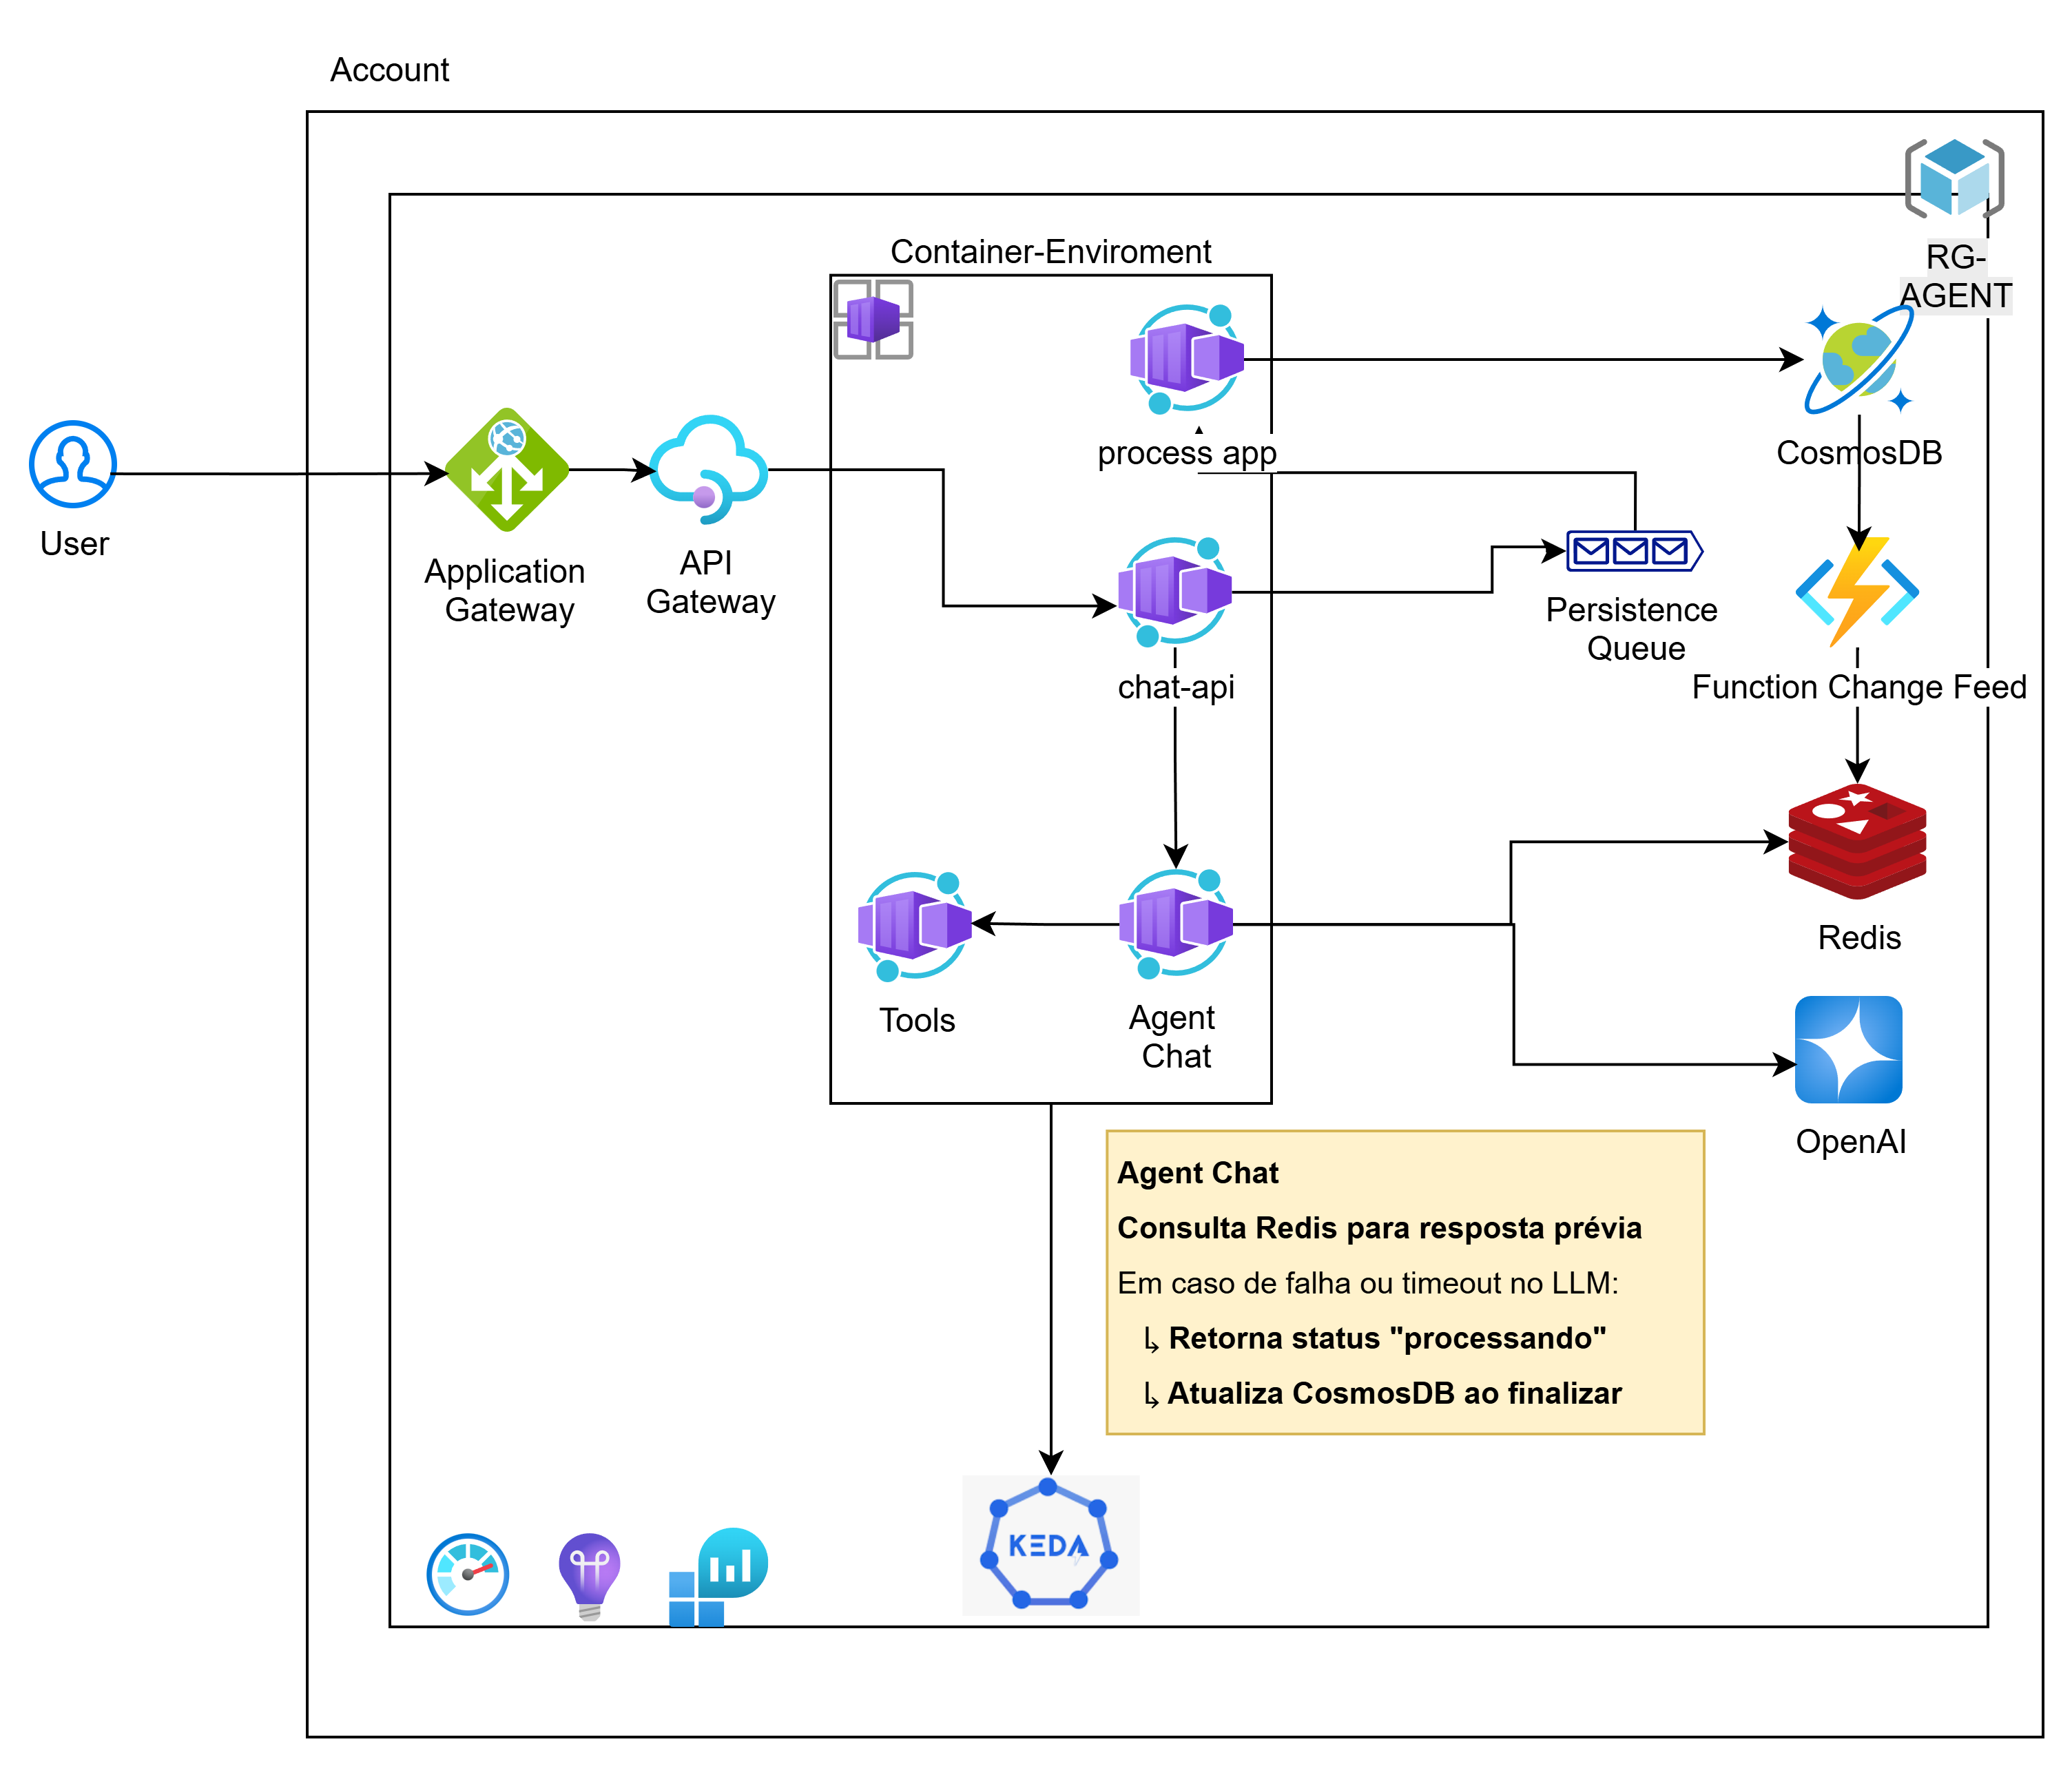 Account
RG-
AGENT
Container-Enviroment
process app
CosmosDB
User
Application
Gateway
API
Gateway
chat-api
Persistence
Queue
Function Change Feed
Tools
Agent
Chat
Redis
OpenAI
Agent Chat
Consulta Redis para resposta prévia
Em caso de falha ou timeout no LLM:
↳ Retorna status "processando"
↳ Atualiza CosmosDB ao finalizar
KEDA